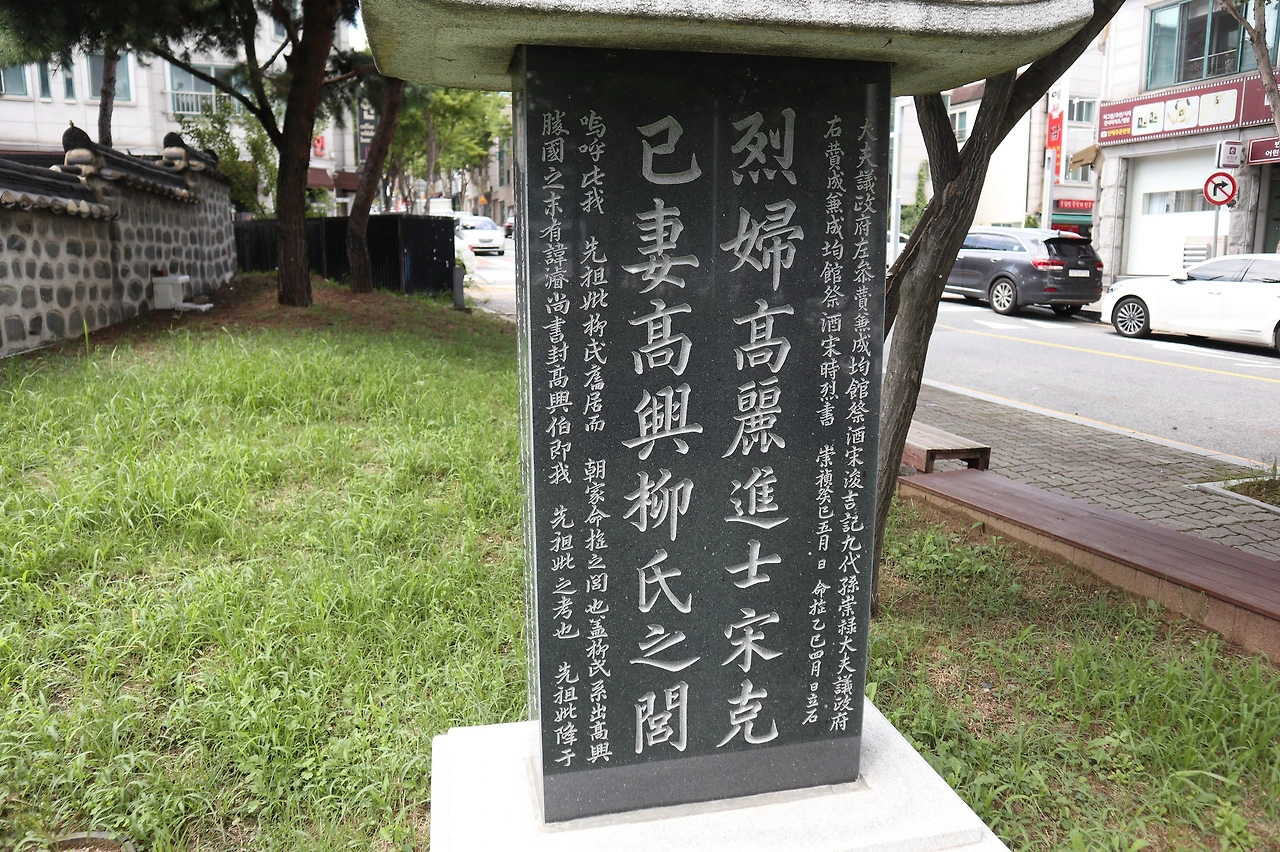 大夫議政府左叅贊兼成均館祭酒宋浚吉記九代孫崇祿大夫議政府
右贊成兼成均館祭酒宋時烈書 崇禎癸巳五月 日 命旌乙巳四月 日立石
烈婦高麗進士宋克
己妻高興柳氏之閭
嗚呼此我 先祖妣柳氏舊居而 朝家命旌之閭也盖柳氏系出高興
勝國之末有諱濬尚書封高興伯即我 先祖妣之考也 先祖妣降于